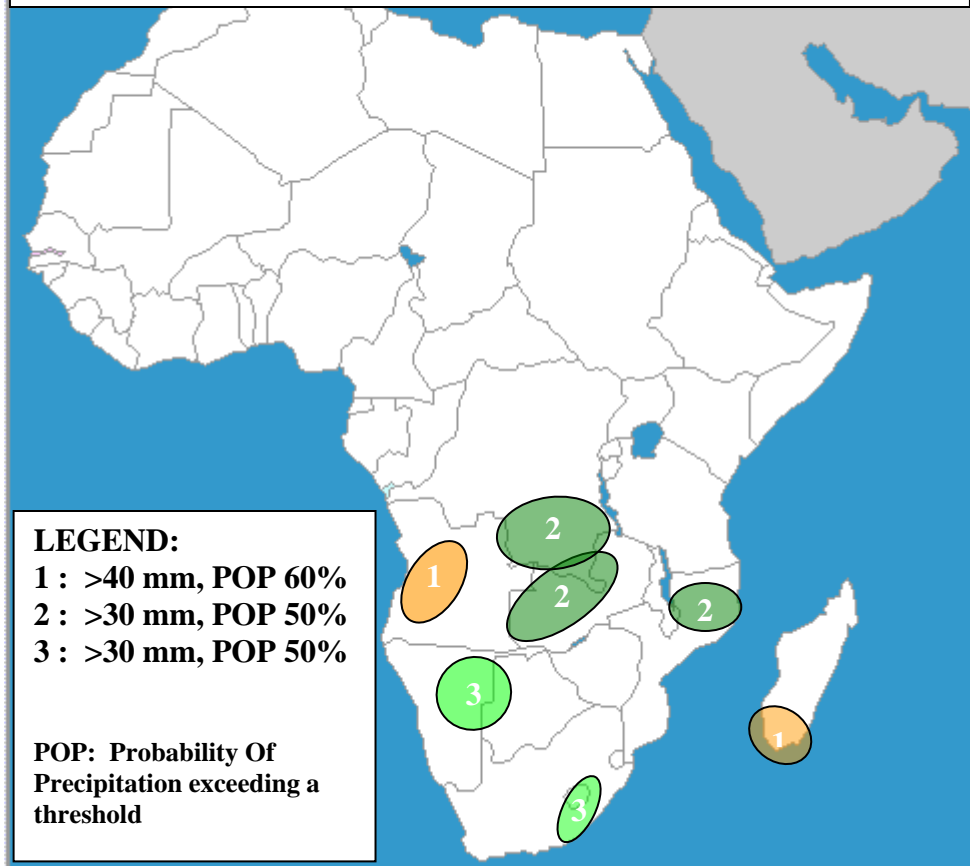 LEGEND:
1 : >40 mm, POP 60%
2 : >30 mm, POP 50%
3 : >30 mm, POP 50%
POP: Probability Of
Precipitation exceeding a
threshold
2
1
2
2
3
1
3